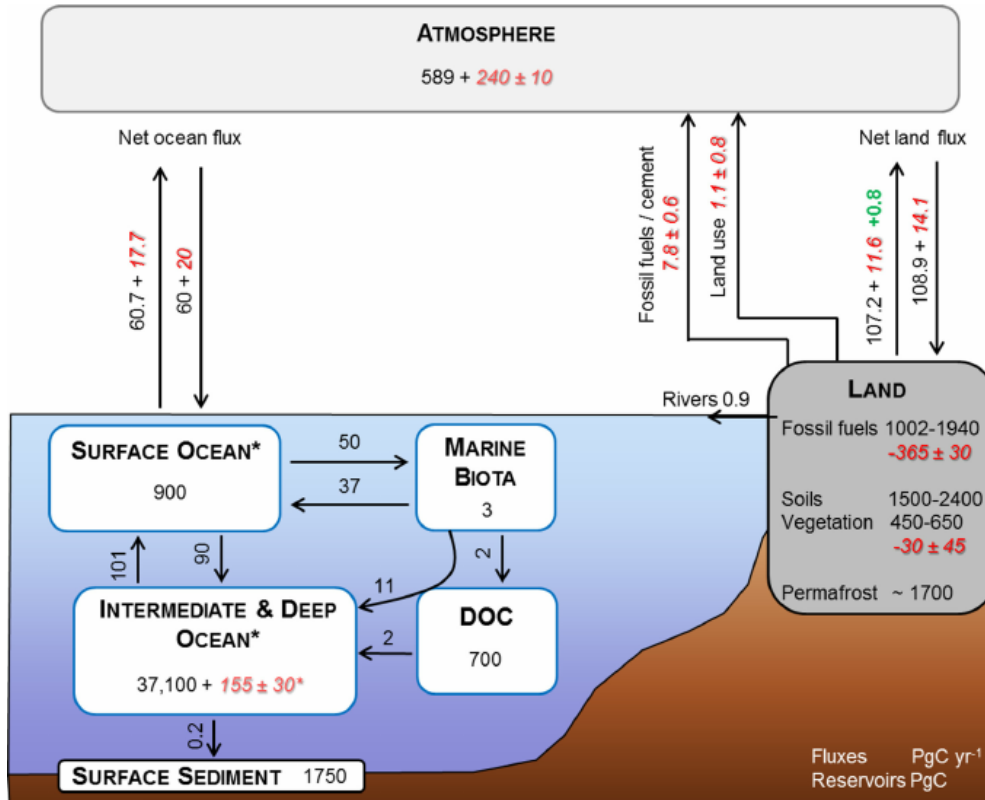 ATMOSPHERE
589 + 240 ± 10
Net ocean flux
60.7 + 17.7
60 + 20
Fossil fuels / cement
7.8 ± 0.6
Land use 1.1 ± 0.8
Net land flux
107.2 + 11.6 +0.8
108.9 + 14.1
Rivers 0.9
LAND
Fossil fuels 1002-1940
-365 ± 30
Soils 1500-2400
Vegetation 450-650
-30 ± 45
Permafrost ~ 1700
SURFACE OCEAN*
900
50
37
MARINE
BIOTA
3
101
90
11
2
INTERMEDIATE & DEEP
OCEAN*
37,100 + 155 ± 30*
2
DOC
700
0.2
SURFACE SEDIMENT 1750
Fluxes PgC yr⁻¹
Reservoirs PgC